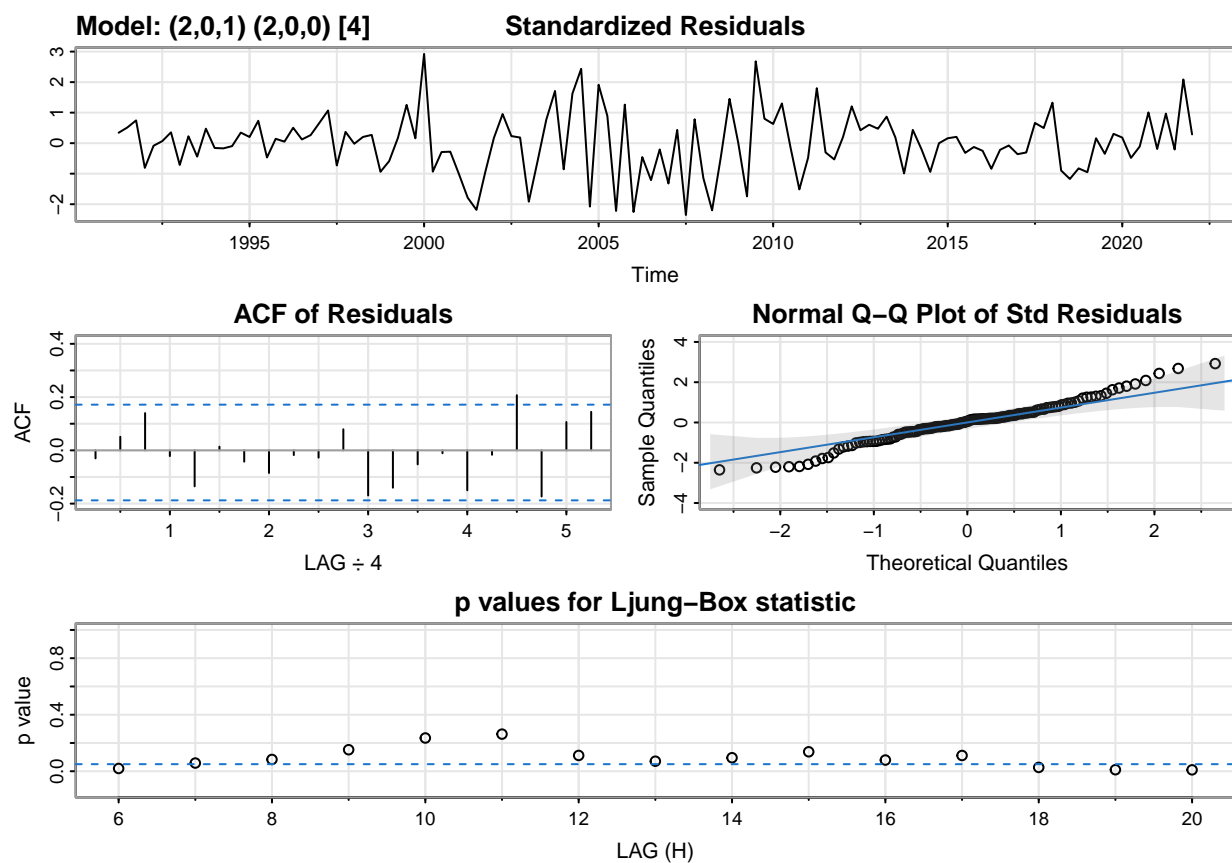 Model: (2,0,1) (2,0,0) [4] Standardized Residuals
3
2
1
0
−2
1995 2000 2005 2010 2015 2020
Time
ACF of Residuals
0.4
0.2
0.0
−0.2
ACF
1 2 3 4 5
LAG ÷ 4
Normal Q−Q Plot of Std Residuals
4
2
0
−2
−4
Sample Quantiles
−2 −1 0 1 2
Theoretical Quantiles
p values for Ljung−Box statistic
0.8
0.4
0.0
p value
6 8 10 12 14 16 18 20
LAG (H)